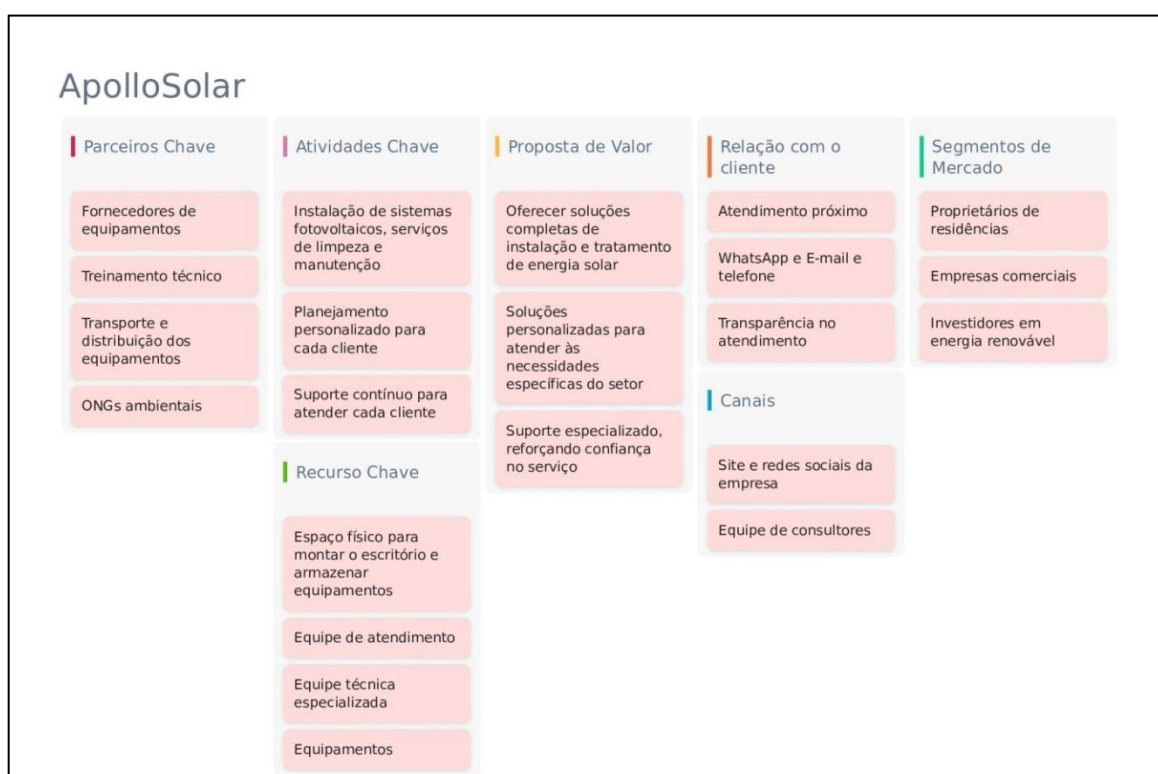 ApolloSolar
Parceiros Chave
Fornecedores de
equipamentos
Treinamento técnico
Transporte e
distribuição dos
equipamentos
ONGs ambientais
Atividades Chave
Instalação de sistemas
fotovoltaicos, serviços
de limpeza e
manutenção
Planejamento
personalizado para
cada cliente
Suporte contínuo para
atender cada cliente
Recurso Chave
Espaço físico para
montar o escritório e
armazenar
equipamentos
Equipe de atendimento
Equipe técnica
especializada
Equipamentos
Proposta de Valor
Oferecer soluções
completas de
instalação e tratamento
de energia solar
Soluções
personalizadas para
atender às
necessidades
específicas do setor
Suporte especializado,
reforçando confiança
no serviço
Relação com o
cliente
Atendimento próximo
WhatsApp e E-mail e
telefone
Transparência no
atendimento
Canais
Site e redes sociais da
empresa
Equipe de consultores
Segmentos de
Mercado
Proprietários de
residências
Empresas comerciais
Investidores em
energia renovável